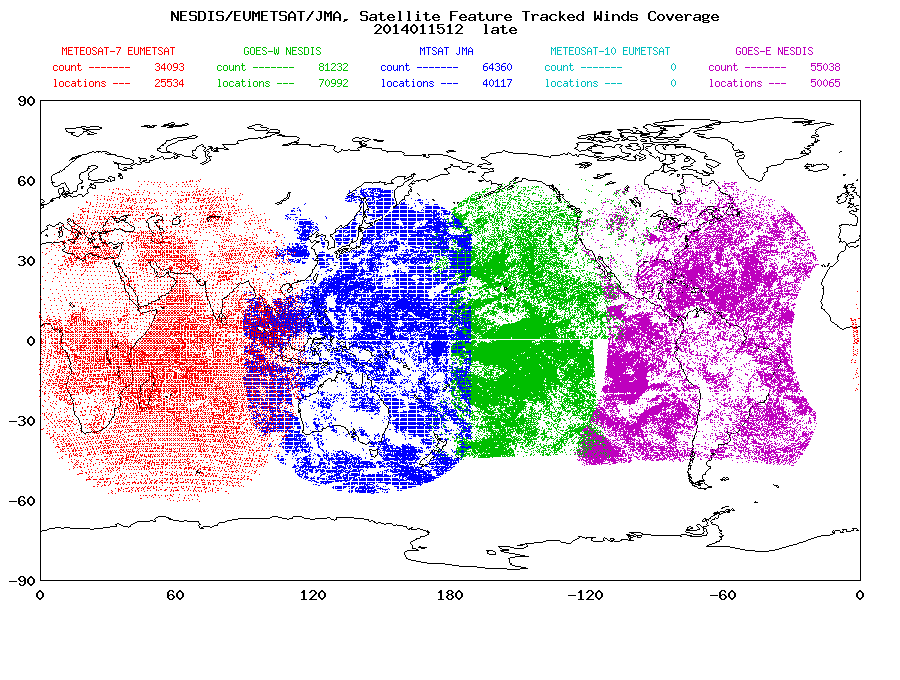 NESDIS/EUMETSAT/JMA, Satellite Feature Tracked Winds Coverage
2014011512 late
METEOSAT-7 EUMETSAT GOES-W NESDIS MTSAT JMA METEOSAT-10 EUMETSAT GOES-E NESDIS
count ------- 34093 count ------- 81232 count ------- 64360 count ------- 0 count ------- 55038
locations --- 25534 locations --- 70992 locations --- 40117 locations --- 0 locations --- 50065
90
60
30
0
-30
-60
-90
0 60 120 180 -120 -60 0